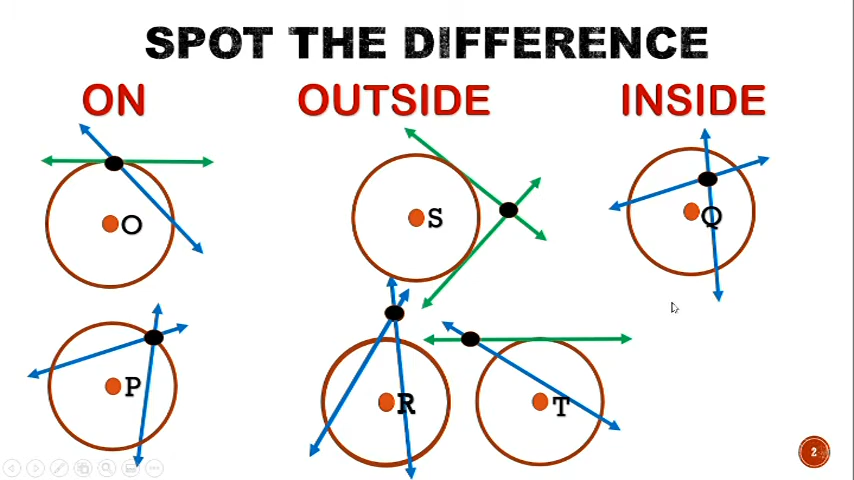 SPOT THE DIFFERENCE
ON OUTSIDE INSIDE
O
S
Q
P
R
T
2